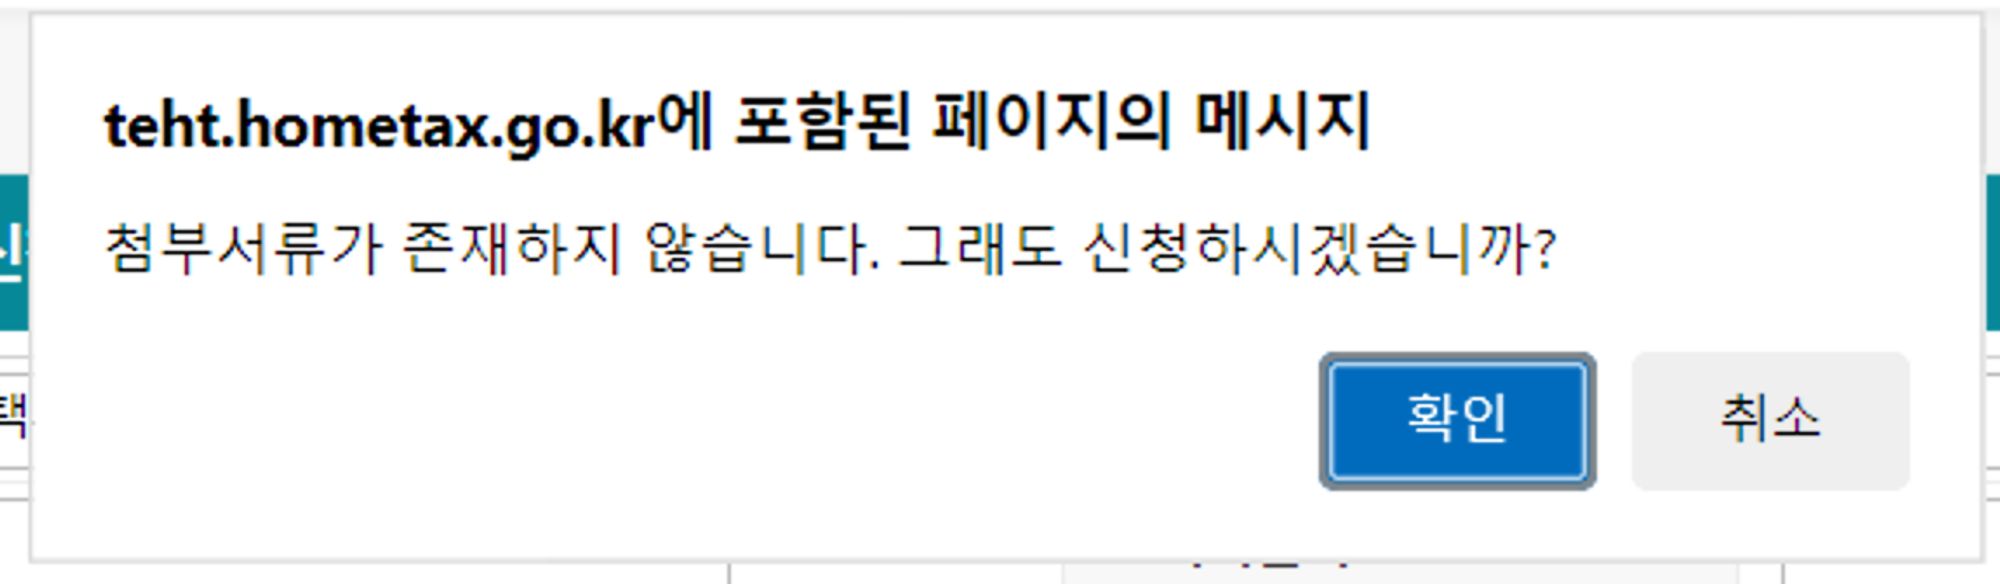 teht.hometax.go.kr에 포함된 페이지의 메시지
첨부서류가 존재하지 않습니다. 그래도 신청하시겠습니까?
확인 취소